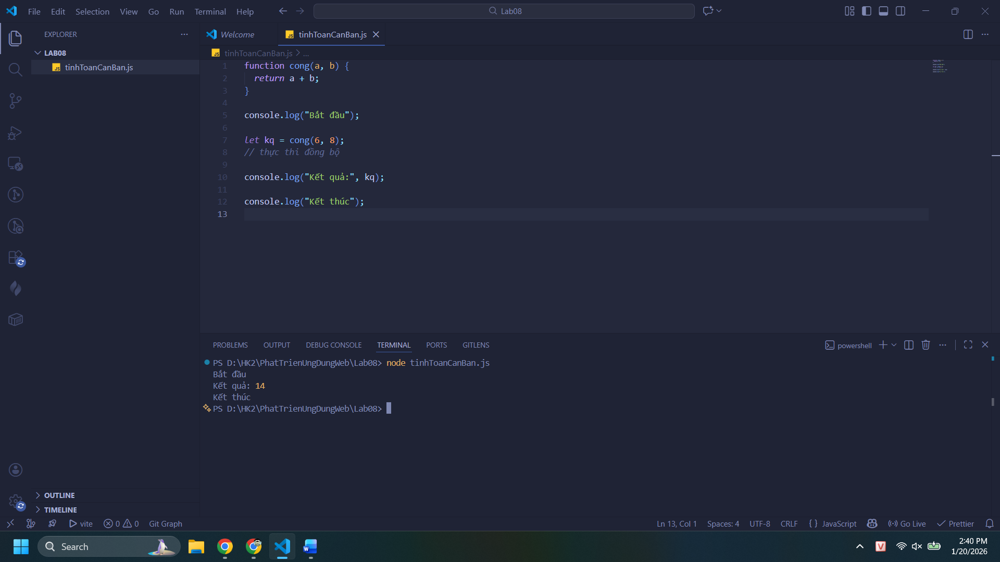 File Edit Selection View Go Run Terminal Help
Lab08
EXPLORER
LAB08
JS tinhToanCanBan.js
Welcome
JS tinhToanCanBan.js
JS tinhToanCanBan.js > ...
1 function cong(a, b) {
2 return a + b;
3 }
4
5 console.log("Bắt đầu");
6
7 let kq = cong(6, 8);
8 // thực thi đồng bộ
9
10 console.log("Kết quả:", kq);
11
12 console.log("Kết thúc");
13
PROBLEMS OUTPUT DEBUG CONSOLE TERMINAL PORTS GITLENS
powershell
PS D:\HK2\PhatTrienUngDungWeb\Lab08> node tinhToanCanBan.js
Bắt đầu
Kết quả: 14
Kết thúc
PS D:\HK2\PhatTrienUngDungWeb\Lab08>
OUTLINE
TIMELINE
vite 0 0 Git Graph
Ln 13, Col 1 Spaces: 4 UTF-8 CRLF { } JavaScript Go Live Prettier
Search
W
V
2:40 PM
1/20/2026